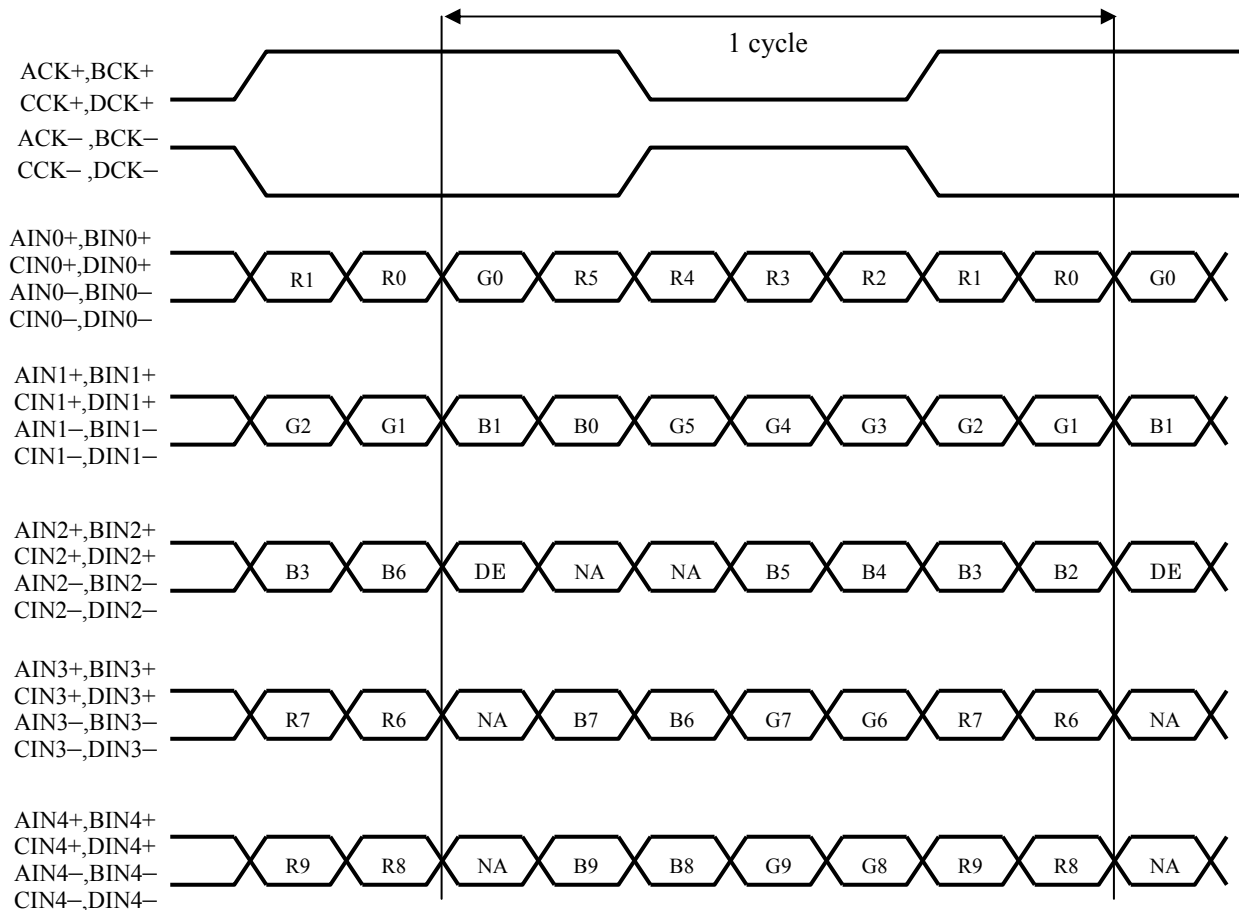 1 cycle
ACK+,BCK+
CCK+,DCK+
ACK− ,BCK−
CCK− ,DCK−
AIN0+,BIN0+
CIN0+,DIN0+
AIN0−,BIN0−
CIN0−,DIN0−
R1 R0 G0 R5 R4 R3 R2 R1 R0 G0
AIN1+,BIN1+
CIN1+,DIN1+
AIN1−,BIN1−
CIN1−,DIN1−
G2 G1 B1 B0 G5 G4 G3 G2 G1 B1
AIN2+,BIN2+
CIN2+,DIN2+
AIN2−,BIN2−
CIN2−,DIN2−
B3 B6 DE NA NA B5 B4 B3 B2 DE
AIN3+,BIN3+
CIN3+,DIN3+
AIN3−,BIN3−
CIN3−,DIN3−
R7 R6 NA B7 B6 G7 G6 R7 R6 NA
AIN4+,BIN4+
CIN4+,DIN4+
AIN4−,BIN4−
CIN4−,DIN4−
R9 R8 NA B9 B8 G9 G8 R9 R8 NA